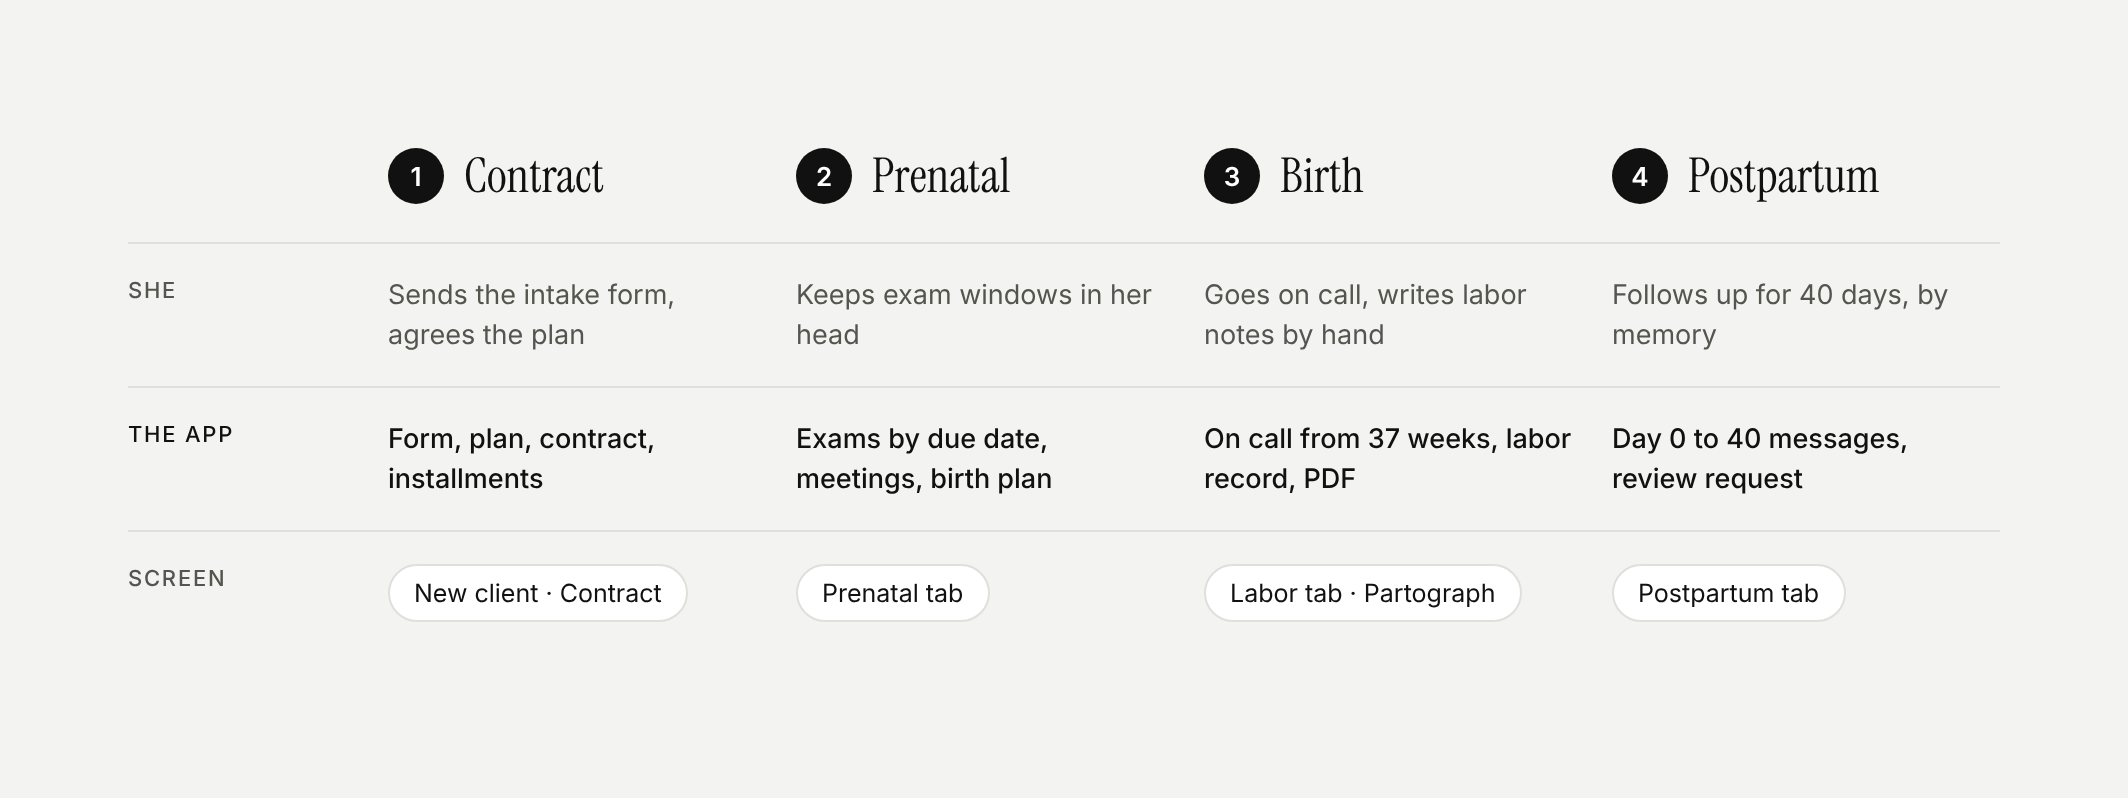 1 Contract
2 Prenatal
3 Birth
4 Postpartum
SHE
Sends the intake form,
agrees the plan
Keeps exam windows in her
head
Goes on call, writes labor
notes by hand
Follows up for 40 days, by
memory
THE APP
Form, plan, contract,
installments
Exams by due date,
meetings, birth plan
On call from 37 weeks, labor
record, PDF
Day 0 to 40 messages,
review request
SCREEN
New client · Contract
Prenatal tab
Labor tab · Partograph
Postpartum tab